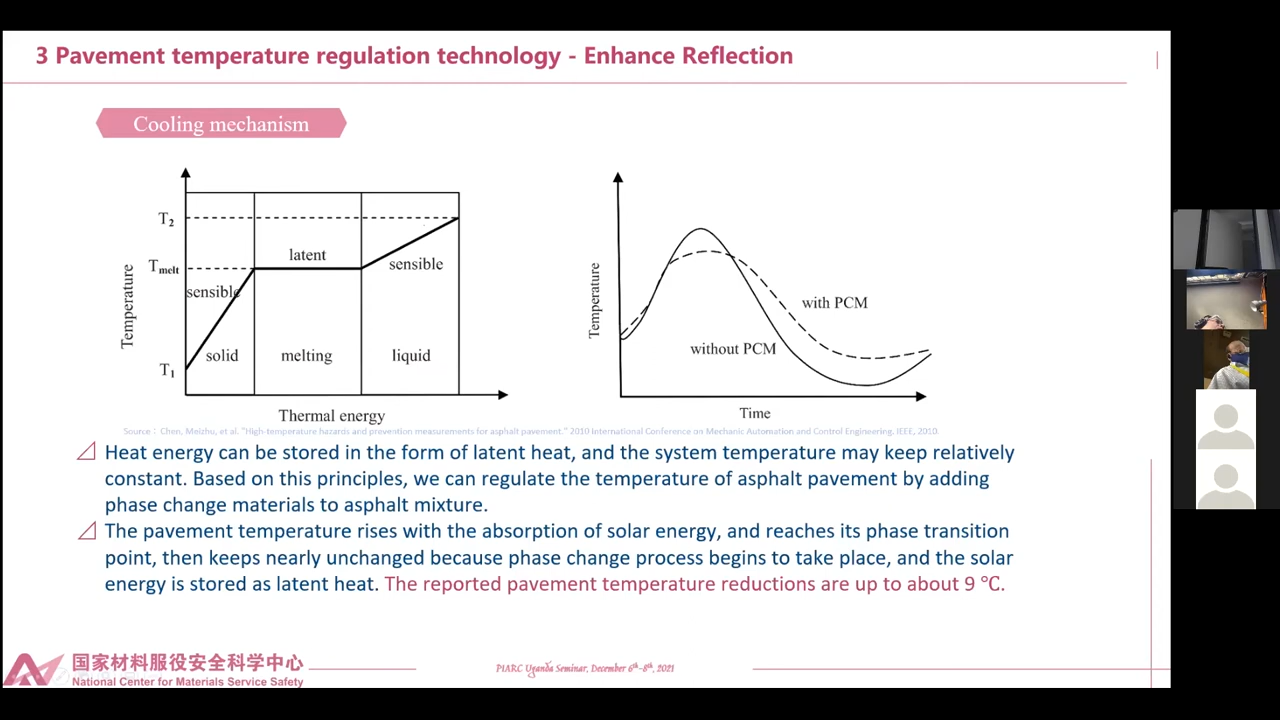 3 Pavement temperature regulation technology - Enhance Reflection
Cooling mechanism
Temperature
T2
Tmelt
T1
sensible
latent
sensible
solid
melting
liquid
Thermal energy
Temperature
with PCM
without PCM
Time
Source：Chen, Meizhu, et al. "High-temperature hazards and prevention measurements for asphalt pavement." 2010 International Conference on Mechanic Automation and Control Engineering. IEEE, 2010.
Heat energy can be stored in the form of latent heat, and the system temperature may keep relatively
constant. Based on this principles, we can regulate the temperature of asphalt pavement by adding
phase change materials to asphalt mixture.
The pavement temperature rises with the absorption of solar energy, and reaches its phase transition
point, then keeps nearly unchanged because phase change process begins to take place, and the solar
energy is stored as latent heat. The reported pavement temperature reductions are up to about 9 ℃.
国家材料服役安全科学中心
National Center for Materials Service Safety
PIARC Uganda Seminar, December 6th-8th, 2021